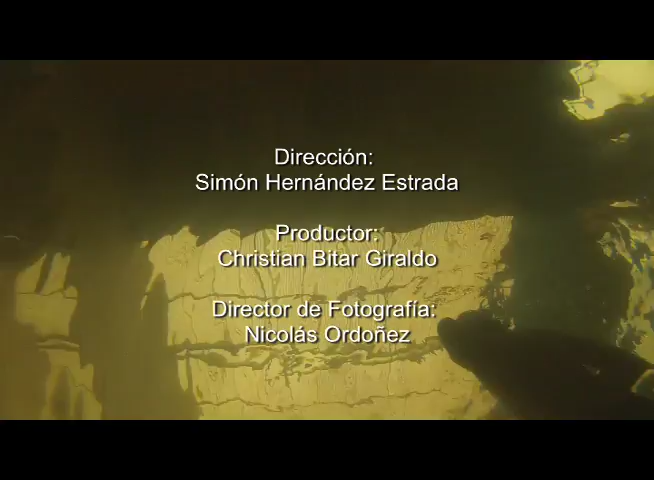 Dirección:
Simón Hernández Estrada
Productor:
Christian Bitar Giraldo
Director de Fotografía:
Nicolás Ordoñez